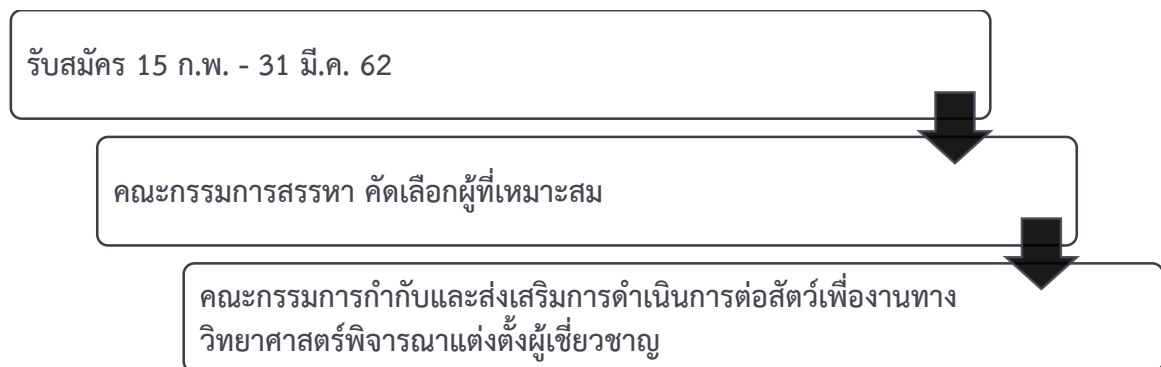 รับสมัคร 15 ก.พ. - 31 มี.ค. 62
คณะกรรมการสรรหา คัดเลือกผู้ที่เหมาะสม
คณะกรรมการกำกับและส่งเสริมการดำเนินการต่อสัตว์เพื่องานทาง
วิทยาศาสตร์พิจารณาแต่งตั้งผู้เชี่ยวชาญ